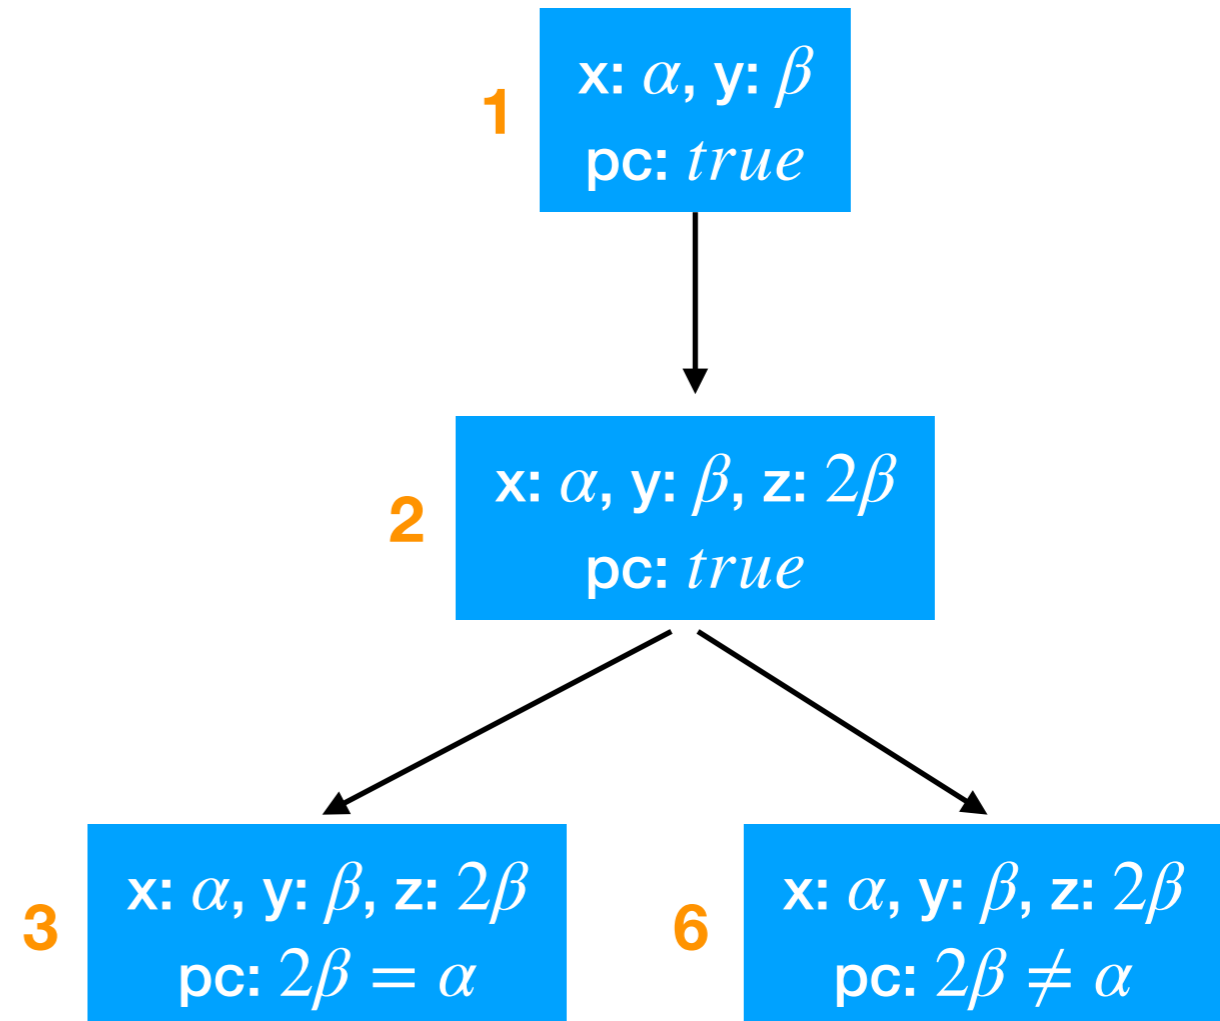 1
x: α, y: β
pc: true
2
x: α, y: β, z: 2β
pc: true
3
x: α, y: β, z: 2β
pc: 2β = α
6
x: α, y: β, z: 2β
pc: 2β ≠ α